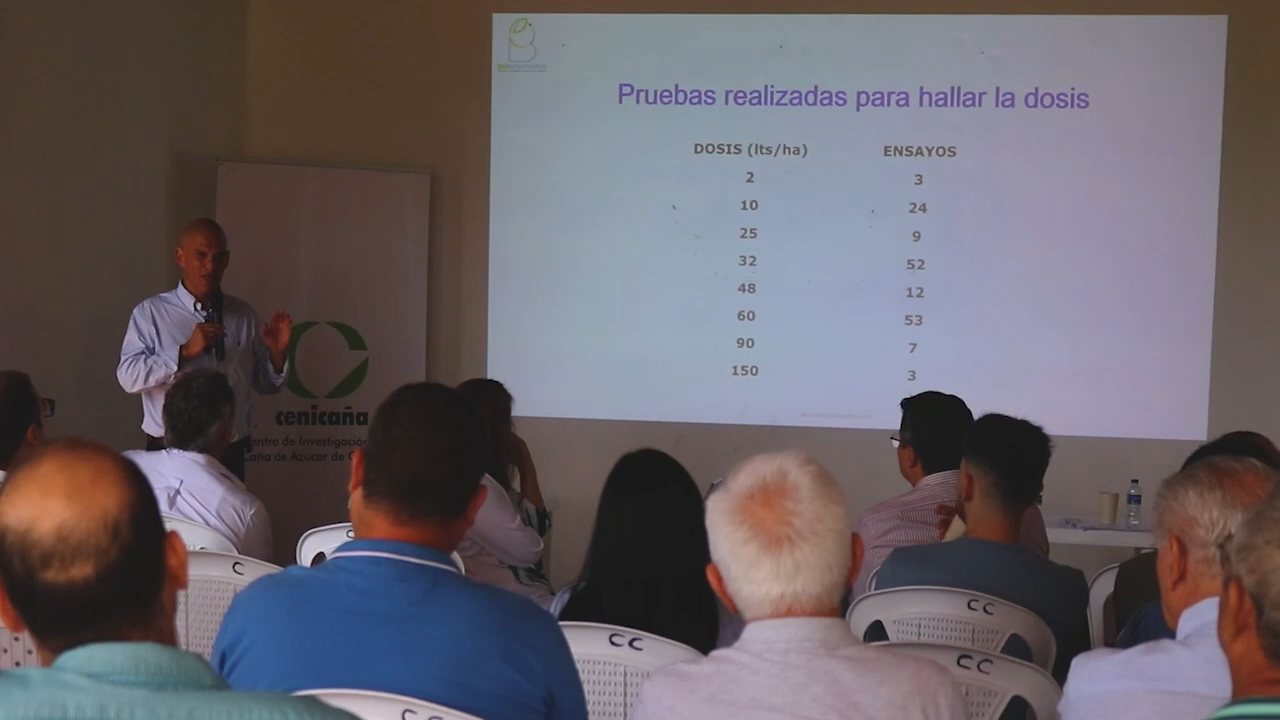 Pruebas realizadas para hallar la dosis
DOSIS (lts/ha) ENSAYOS
2 3
10 24
25 9
32 52
48 12
60 53
90 7
150 3
cenicaña
entro de Investigación
Caña de Azúcar de C
C
CC
CC
CC
CC